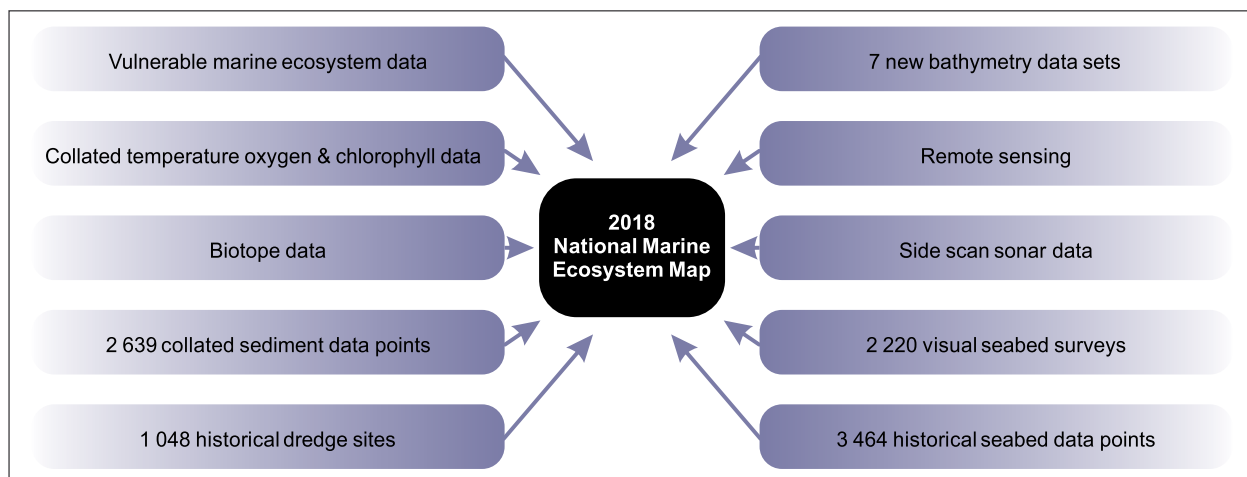 Vulnerable marine ecosystem data
7 new bathymetry data sets
Collated temperature oxygen & chlorophyll data
Remote sensing
2018
National Marine
Ecosystem Map
Biotope data
Side scan sonar data
2 639 collated sediment data points
2 220 visual seabed surveys
1 048 historical dredge sites
3 464 historical seabed data points